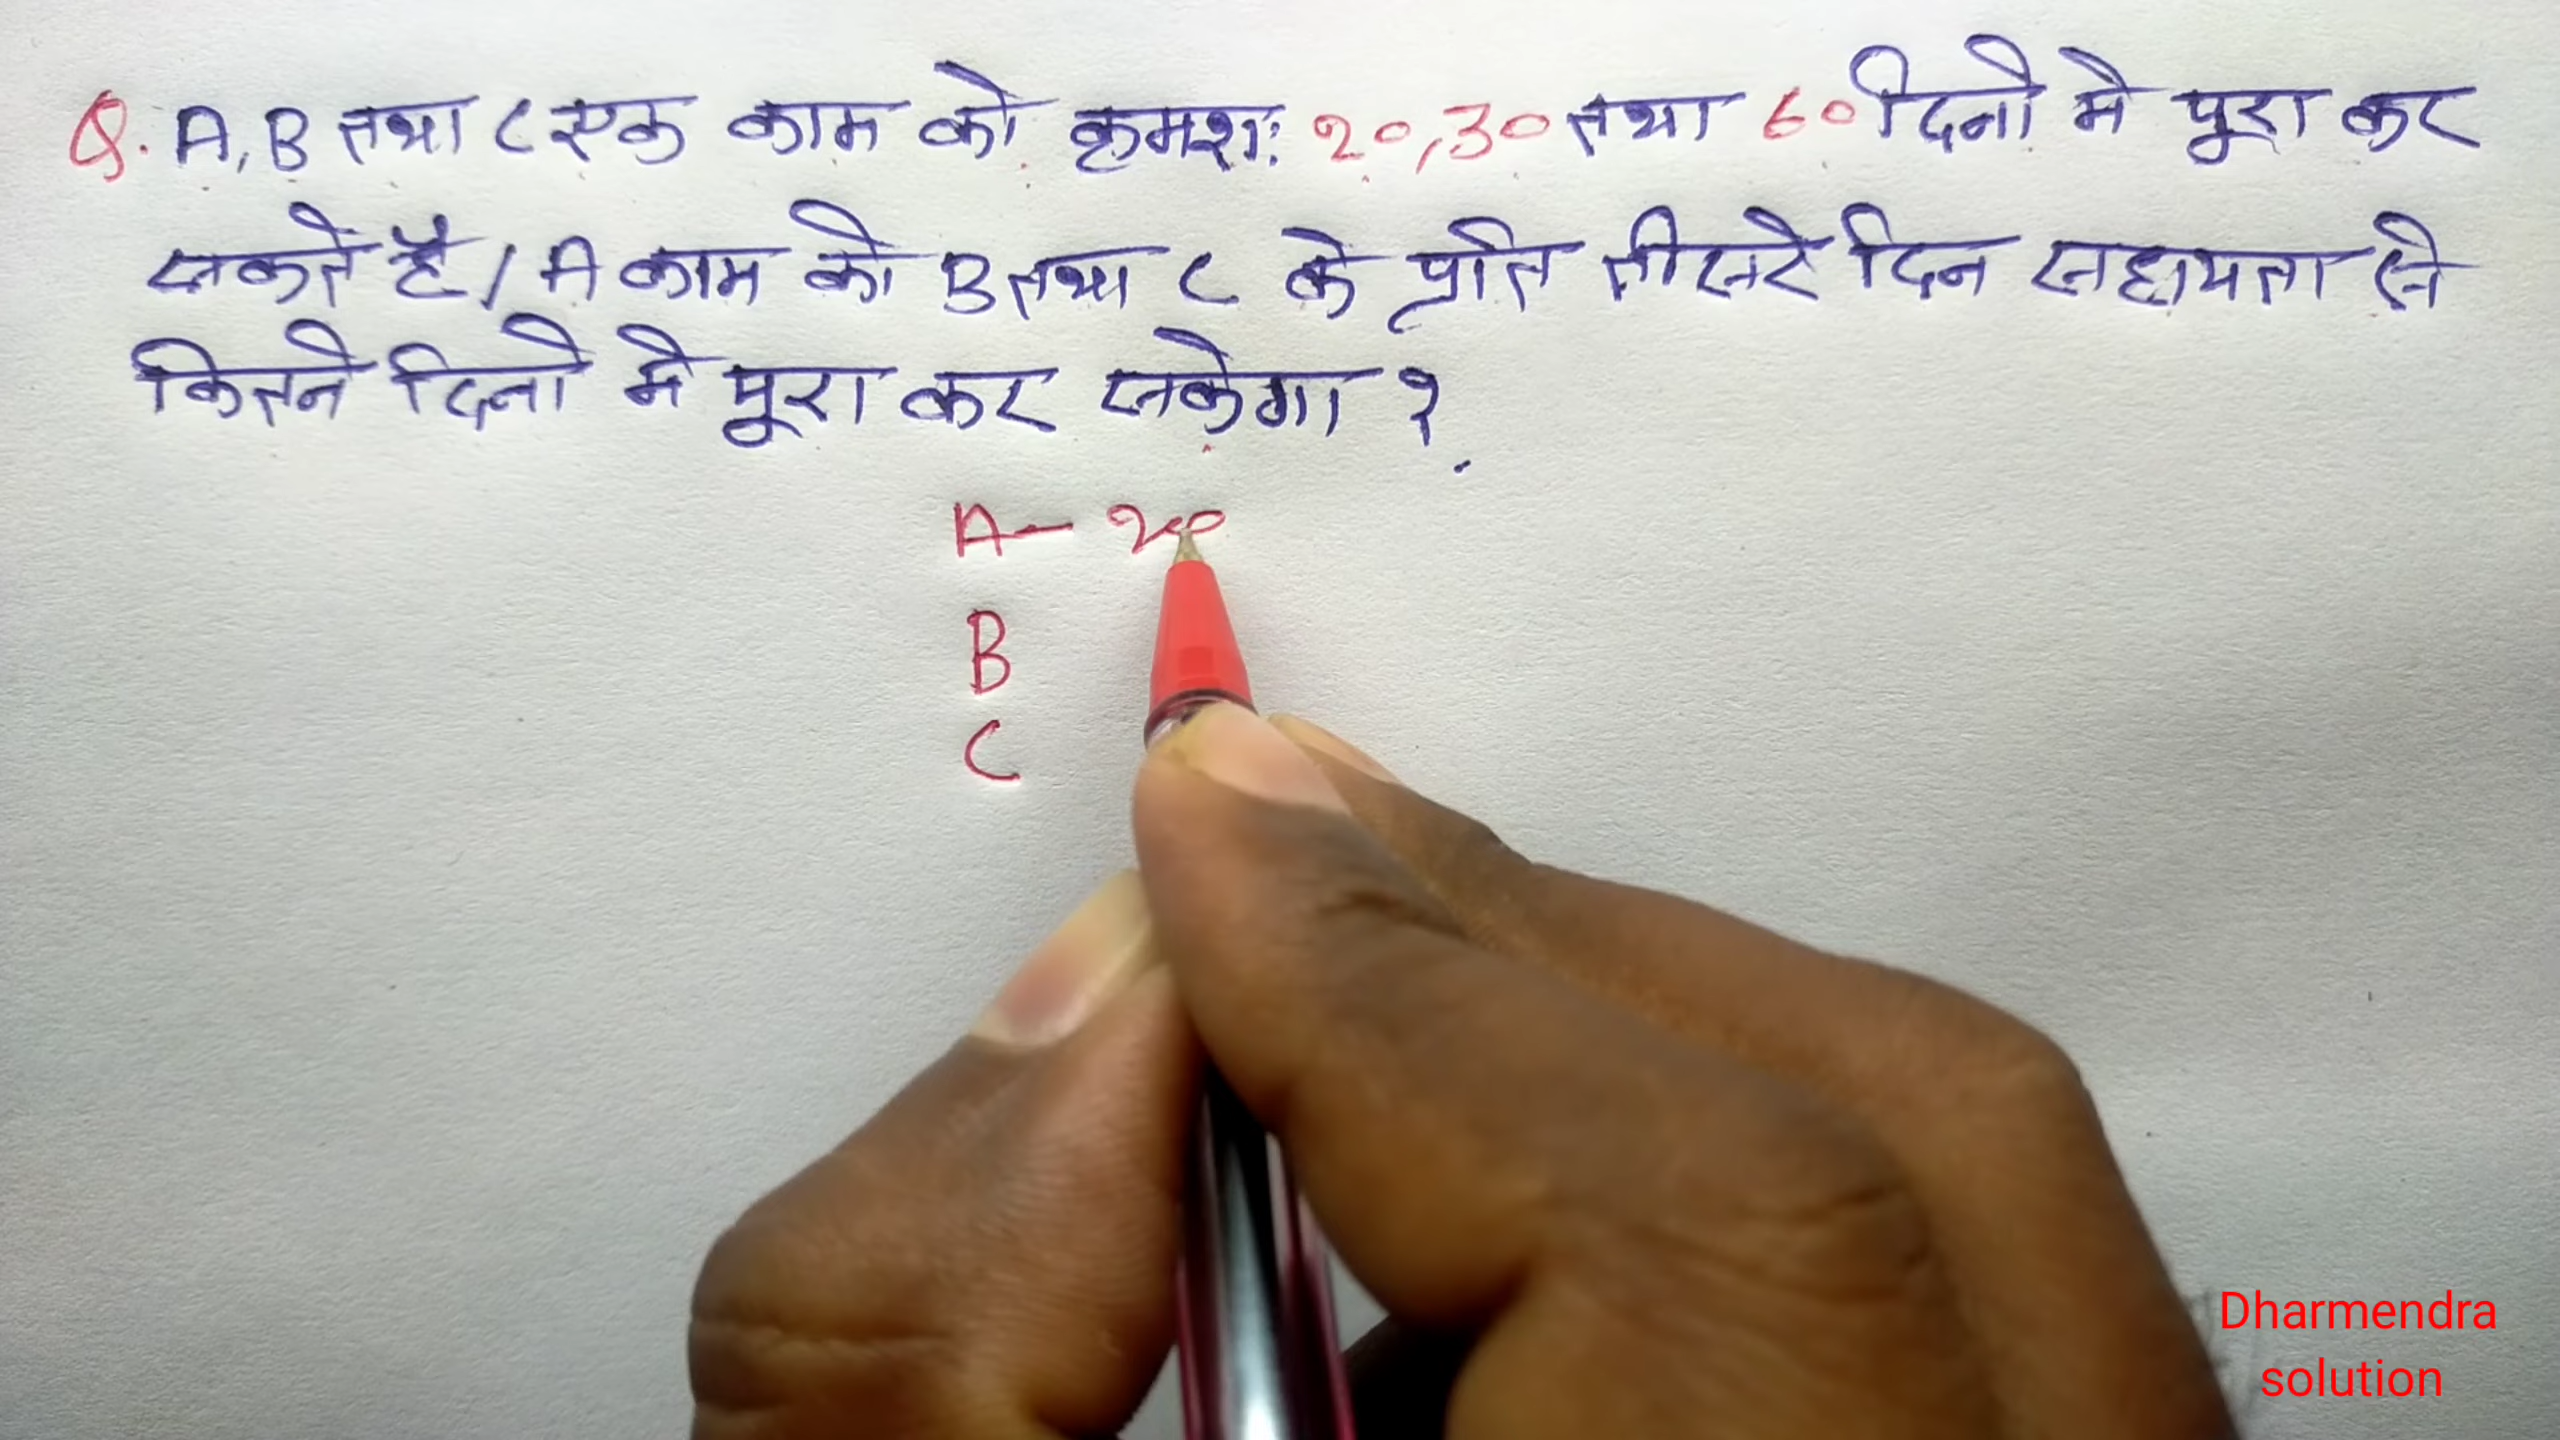 Q. A, B तथा C एक काम को क्रमशः 20, 30 तथा 60 दिनो मे पूरा कर
सकते है / A काम को B तथा C के प्रति तीसरे दिन सहायता से
कितने दिनो मे पूरा कर सकेगा ?
A - 20
B
C
Dharmendra
solution